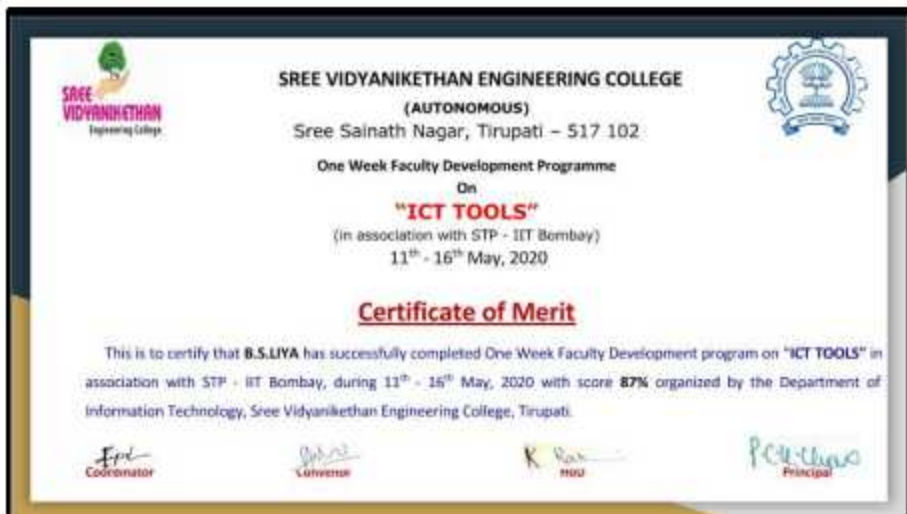 SREE
VIDYANIKETHAN
Engineering College
SREE VIDYANIKETHAN ENGINEERING COLLEGE
(AUTONOMOUS)
Sree Sainath Nagar, Tirupati – 517 102
One Week Faculty Development Programme
On
"ICT TOOLS"
(in association with STP - IIT Bombay)
11th - 16th May, 2020
Certificate of Merit
This is to certify that B.S.LIYA has successfully completed One Week Faculty Development program on "ICT TOOLS" in
association with STP - IIT Bombay, during 11th - 16th May, 2020 with score 87% organized by the Department of
Information Technology, Sree Vidyanikethan Engineering College, Tirupati.
Coordinator
Convenor
HOD
Principal